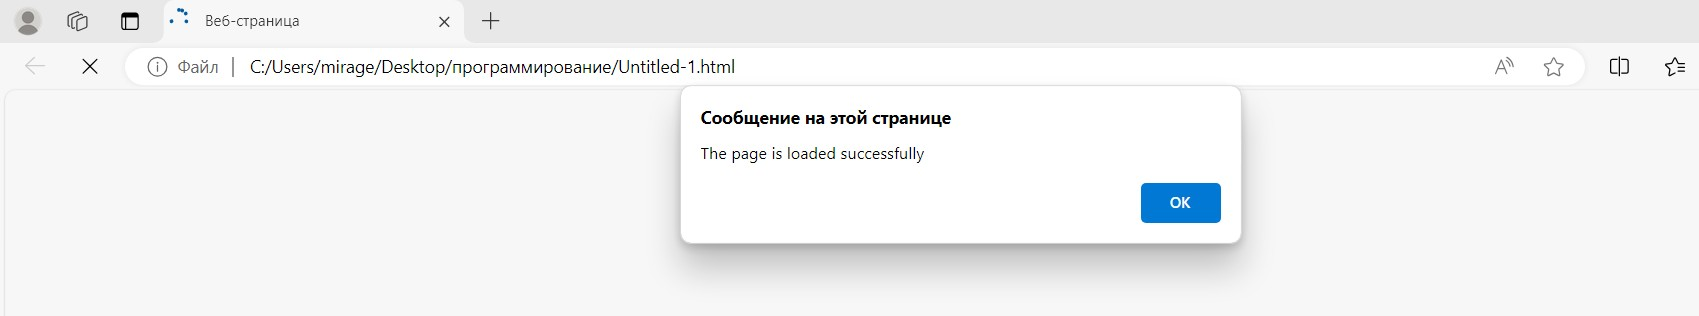 Веб-страница
Файл | C:/Users/mirage/Desktop/программирование/Untitled-1.html
Сообщение на этой странице
The page is loaded successfully
ОК